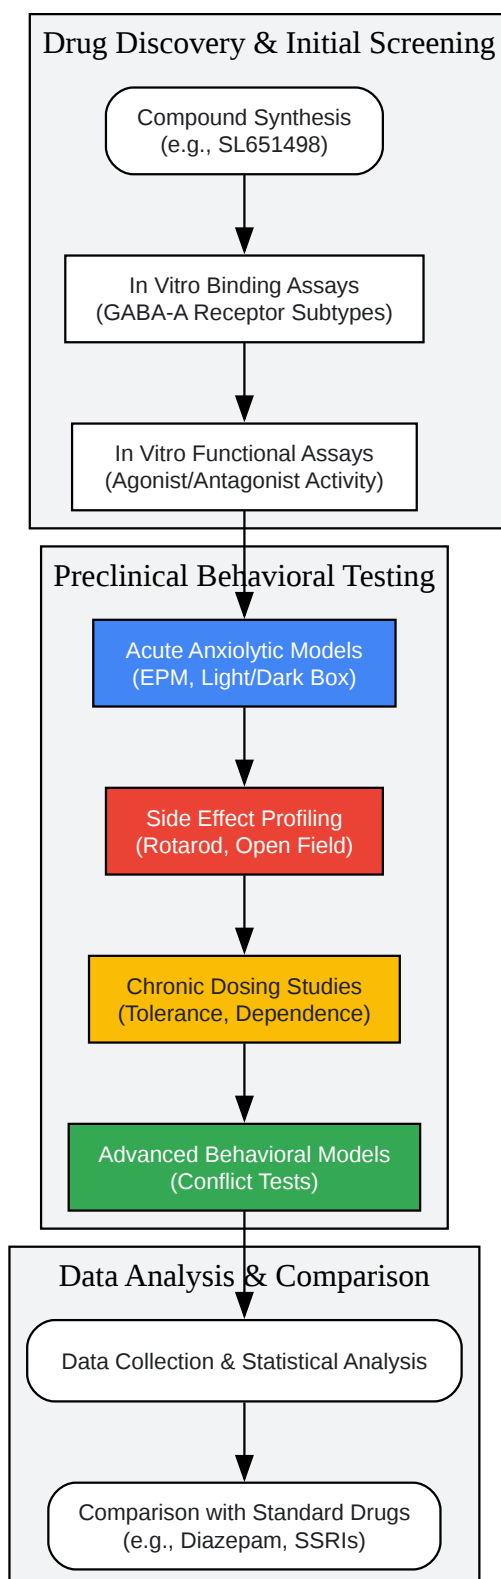 Drug Discovery & Initial Screening
Compound Synthesis
(e.g., SL651498)
In Vitro Binding Assays
(GABA-A Receptor Subtypes)
In Vitro Functional Assays
(Agonist/Antagonist Activity)
Preclinical Behavioral Testing
Acute Anxiolytic Models
(EPM, Light/Dark Box)
Side Effect Profiling
(Rotarod, Open Field)
Chronic Dosing Studies
(Tolerance, Dependence)
Advanced Behavioral Models
(Conflict Tests)
Data Analysis & Comparison
Data Collection & Statistical Analysis
Comparison with Standard Drugs
(e.g., Diazepam, SSRIs)